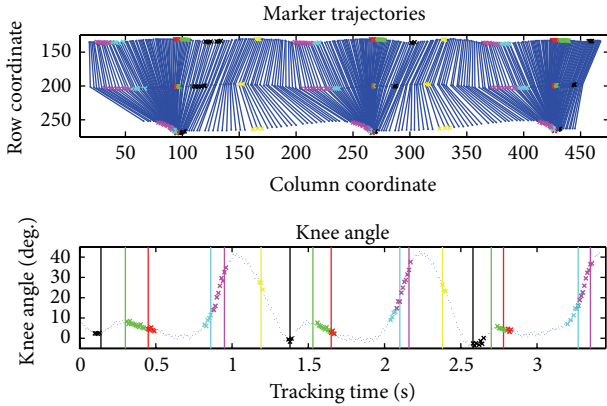 Marker trajectories
Row coordinate
150
200
250
50 100 150 200 250 300 350 400 450
Column coordinate
Knee angle
Knee angle (deg.)
40
30
20
10
0
0 0.5 1 1.5 2 2.5 3
Tracking time (s)